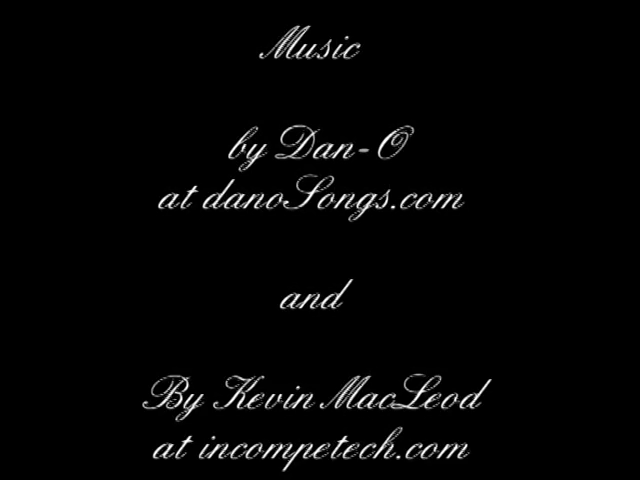 Music
by Dan-O
at danoSongs.com
and
By Kevin MacLeod
at incompetech.com